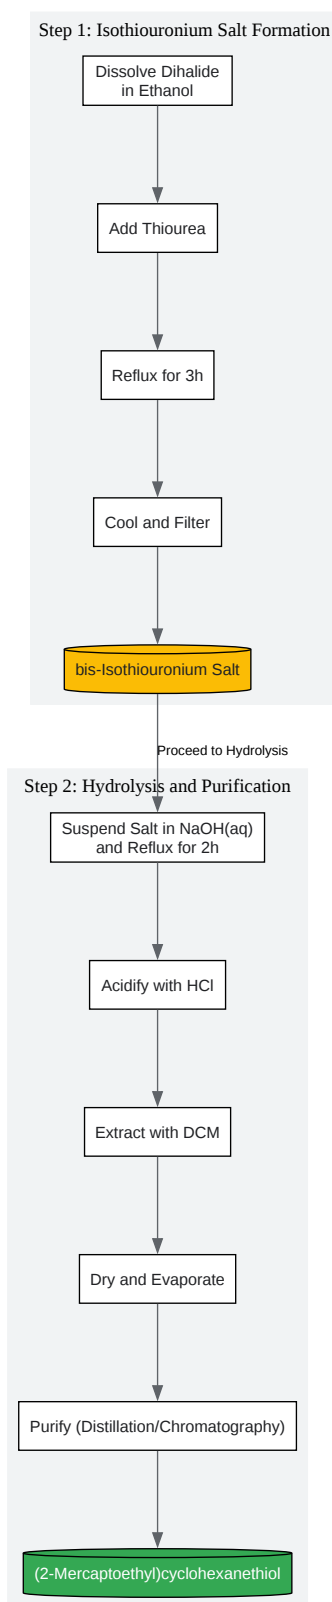 Step 1: Isothiouronium Salt Formation
Dissolve Dihalide
in Ethanol
Add Thiourea
Reflux for 3h
Cool and Filter
bis-Isothiouronium Salt
Proceed to Hydrolysis
Step 2: Hydrolysis and Purification
Suspend Salt in NaOH(aq)
and Reflux for 2h
Acidify with HCl
Extract with DCM
Dry and Evaporate
Purify (Distillation/Chromatography)
(2-Mercaptoethyl)cyclohexanethiol